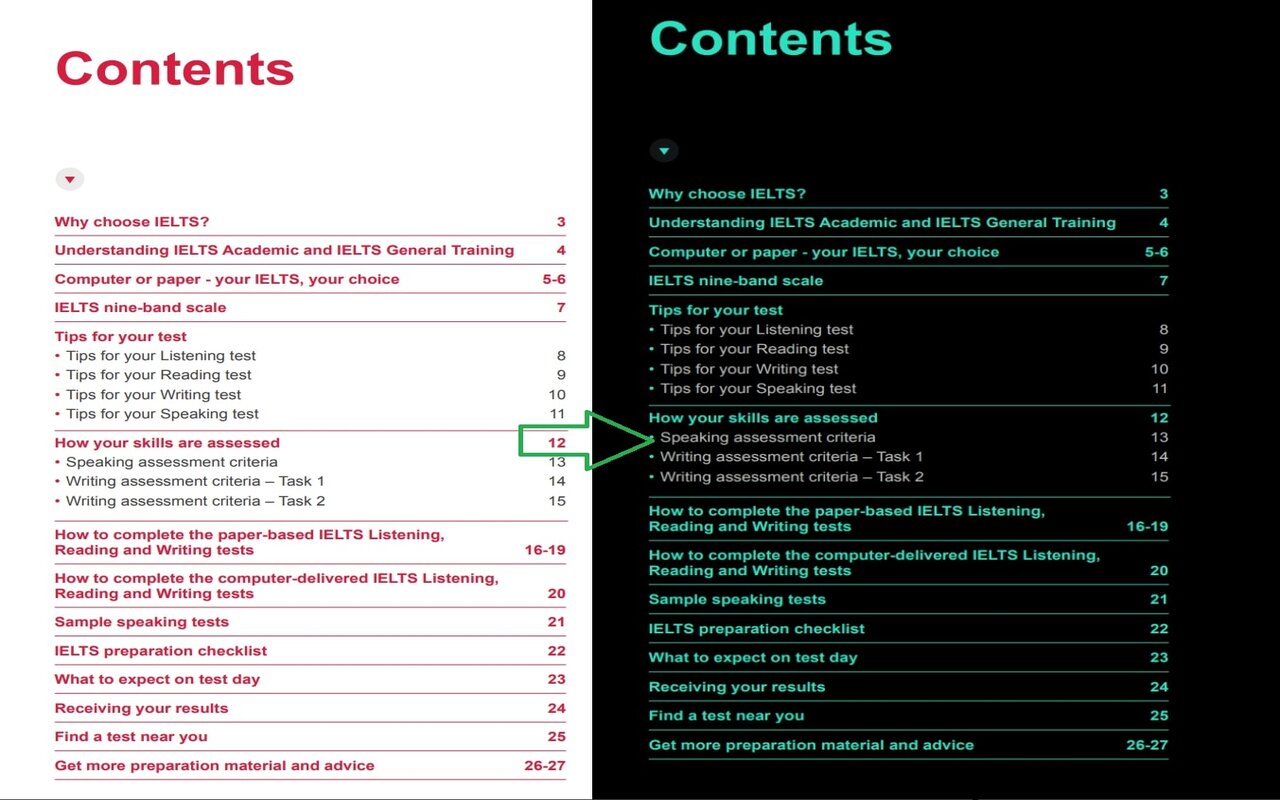 Contents
Why choose IELTS? 3
Understanding IELTS Academic and IELTS General Training 4
Computer or paper - your IELTS, your choice 5-6
IELTS nine-band scale 7
Tips for your test
• Tips for your Listening test 8
• Tips for your Reading test 9
• Tips for your Writing test 10
• Tips for your Speaking test 11
How your skills are assessed 12
• Speaking assessment criteria 13
• Writing assessment criteria – Task 1 14
• Writing assessment criteria – Task 2 15
How to complete the paper-based IELTS Listening,
Reading and Writing tests 16-19
How to complete the computer-delivered IELTS Listening,
Reading and Writing tests 20
Sample speaking tests 21
IELTS preparation checklist 22
What to expect on test day 23
Receiving your results 24
Find a test near you 25
Get more preparation material and advice 26-27
Contents
Why choose IELTS? 3
Understanding IELTS Academic and IELTS General Training 4
Computer or paper - your IELTS, your choice 5-6
IELTS nine-band scale 7
Tips for your test
• Tips for your Listening test 8
• Tips for your Reading test 9
• Tips for your Writing test 10
• Tips for your Speaking test 11
How your skills are assessed 12
• Speaking assessment criteria 13
• Writing assessment criteria – Task 1 14
• Writing assessment criteria – Task 2 15
How to complete the paper-based IELTS Listening,
Reading and Writing tests 16-19
How to complete the computer-delivered IELTS Listening,
Reading and Writing tests 20
Sample speaking tests 21
IELTS preparation checklist 22
What to expect on test day 23
Receiving your results 24
Find a test near you 25
Get more preparation material and advice 26-27